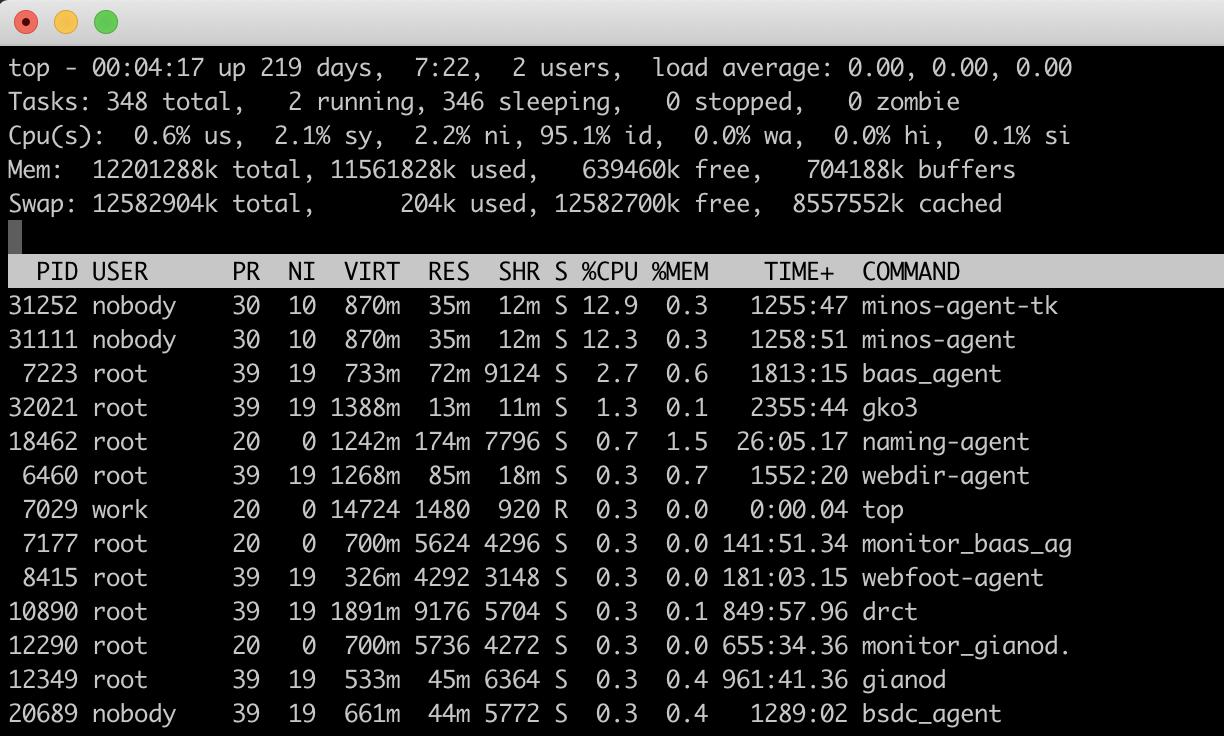 top - 00:04:17 up 219 days,  7:22,  2 users,  load average: 0.00, 0.00, 0.00
Tasks: 348 total,   2 running, 346 sleeping,   0 stopped,   0 zombie
Cpu(s):  0.6% us,  2.1% sy,  2.2% ni, 95.1% id,  0.0% wa,  0.0% hi,  0.1% si
Mem:  12201288k total, 11561828k used,   639460k free,   704188k buffers
Swap: 12582904k total,      204k used, 12582700k free,  8557552k cached
  PID USER      PR  NI  VIRT  RES  SHR S %CPU %MEM    TIME+  COMMAND
31252 nobody    30  10  870m  35m  12m S 12.9  0.3   1255:47 minos-agent-tk
31111 nobody    30  10  870m  35m  12m S 12.3  0.3   1258:51 minos-agent
 7223 root      39  19  733m  72m 9124 S  2.7  0.6   1813:15 baas_agent
32021 root      39  19 1388m  13m  11m S  1.3  0.1   2355:44 gko3
18462 root      20   0 1242m 174m 7796 S  0.7  1.5  26:05.17 naming-agent
 6460 root      39  19 1268m  85m  18m S  0.3  0.7   1552:20 webdir-agent
 7029 work      20   0 14724 1480  920 R  0.3  0.0   0:00.04 top
 7177 root      20   0  700m 5624 4296 S  0.3  0.0 141:51.34 monitor_baas_ag
 8415 root      39  19  326m 4292 3148 S  0.3  0.0 181:03.15 webfoot-agent
10890 root      39  19 1891m 9176 5704 S  0.3  0.1 849:57.96 drct
12290 root      20   0  700m 5736 4272 S  0.3  0.0 655:34.36 monitor_gianod.
12349 root      39  19  533m  45m 6364 S  0.3  0.4 961:41.36 gianod
20689 nobody    39  19  661m  44m 5772 S  0.3  0.4   1289:02 bsdc_agent